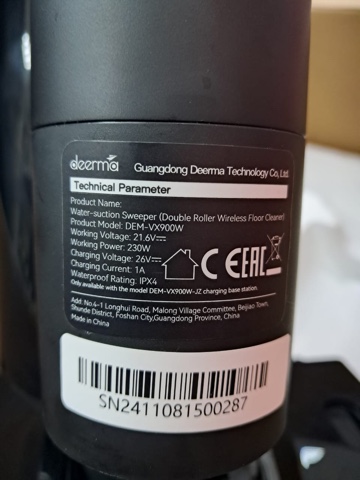 deerma Guangdong Deerma Technology Co,Ltd.
Technical Parameter
Product Name:
Water-suction Sweeper (Double Roller Wireless Floor Cleaner)
Product Model: DEM-VX900W
Working Voltage: 21.6V⎓
Working Power: 230W
Charging Voltage: 26V⎓
Charging Current: 1A
Waterproof Rating: IPX4
CE EAC
Only available with the model DEM-VX900W-JZ charging base station.
Add: No.4-1 Longhui Road, Malong Village Committee, Beijiao Town,
Shunde District, Foshan City,Guangdong Province, China
Made in China
SN2411081500287